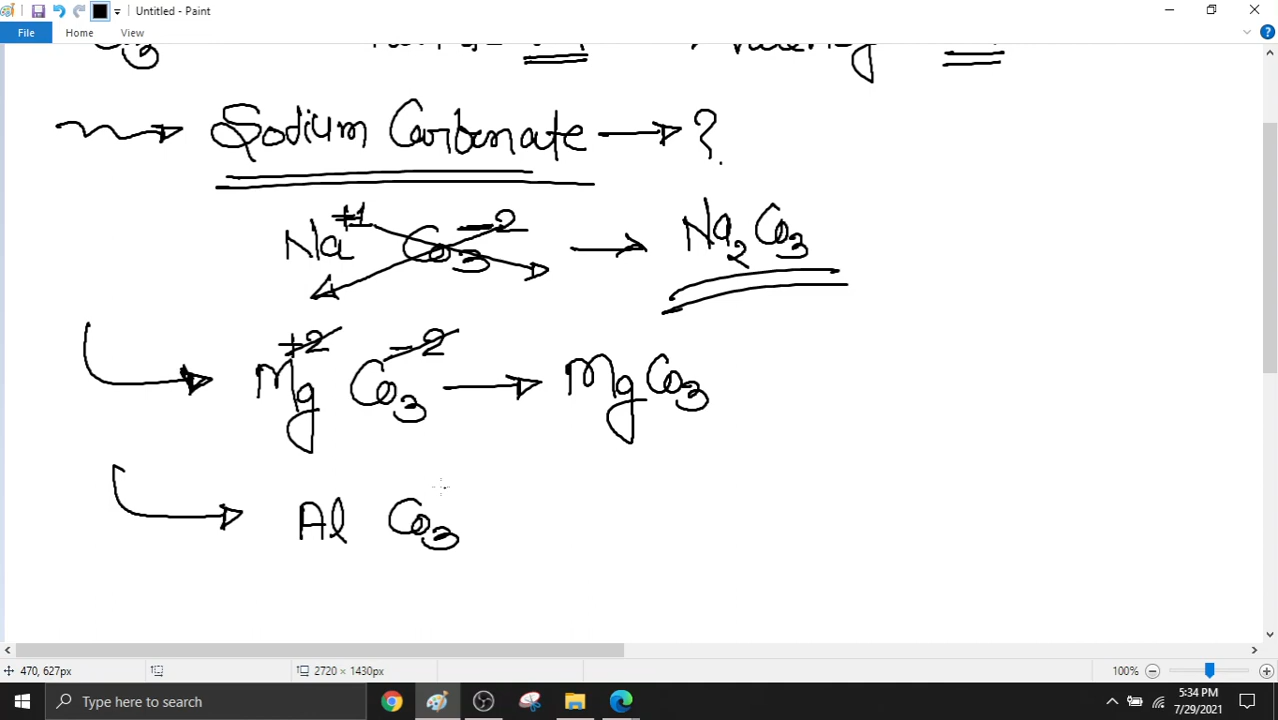 Untitled - Paint
File Home View
Sodium Carbonate → ?
Na+1 Co3−2 → Na2Co3
Mg+2 Co3−2 → MgCo3
Al Co3
470, 627px
2720 × 1430px
100%
Type here to search
5:34 PM
7/29/2021